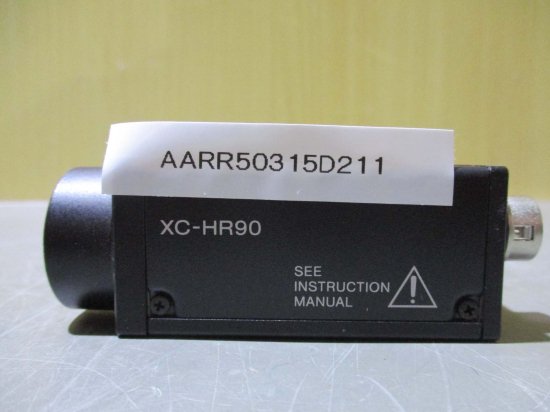 AARR50315D211
XC-HR90
SEE
INSTRUCTION
MANUAL